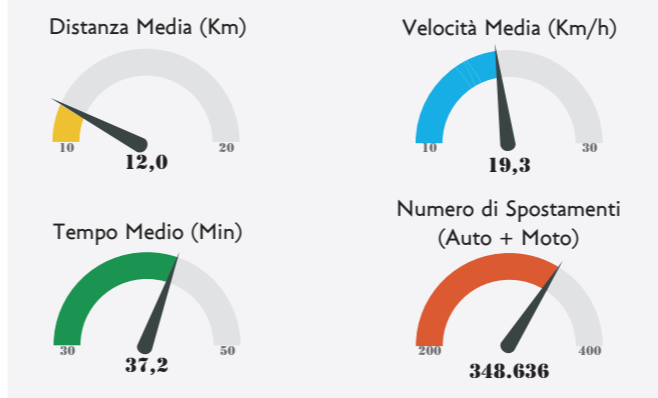 Distanza Media (Km)
10
20
12,0
Velocità Media (Km/h)
10
30
19,3
Tempo Medio (Min)
30
50
37,2
Numero di Spostamenti
(Auto + Moto)
200
400
348.636